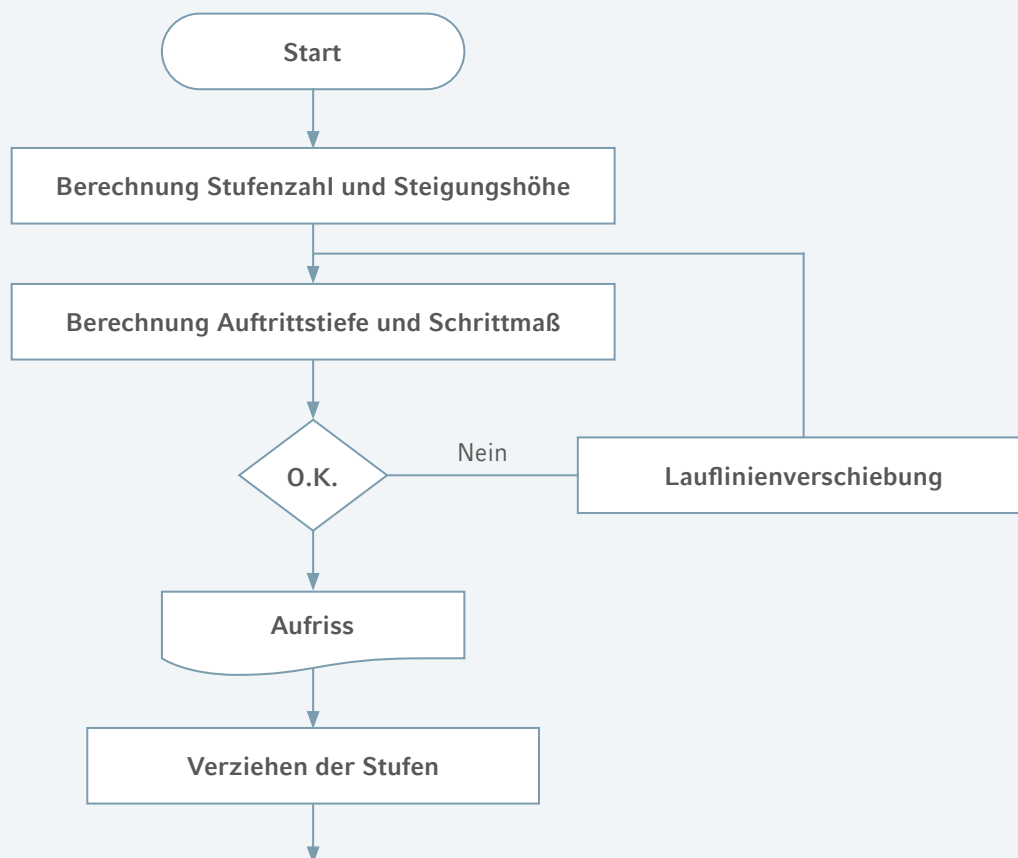 Start
Berechnung Stufenzahl und Steigungshöhe
Berechnung Auftrittstiefe und Schrittmaß
O.K.
Nein
Lauflinienverschiebung
Aufriss
Verziehen der Stufen